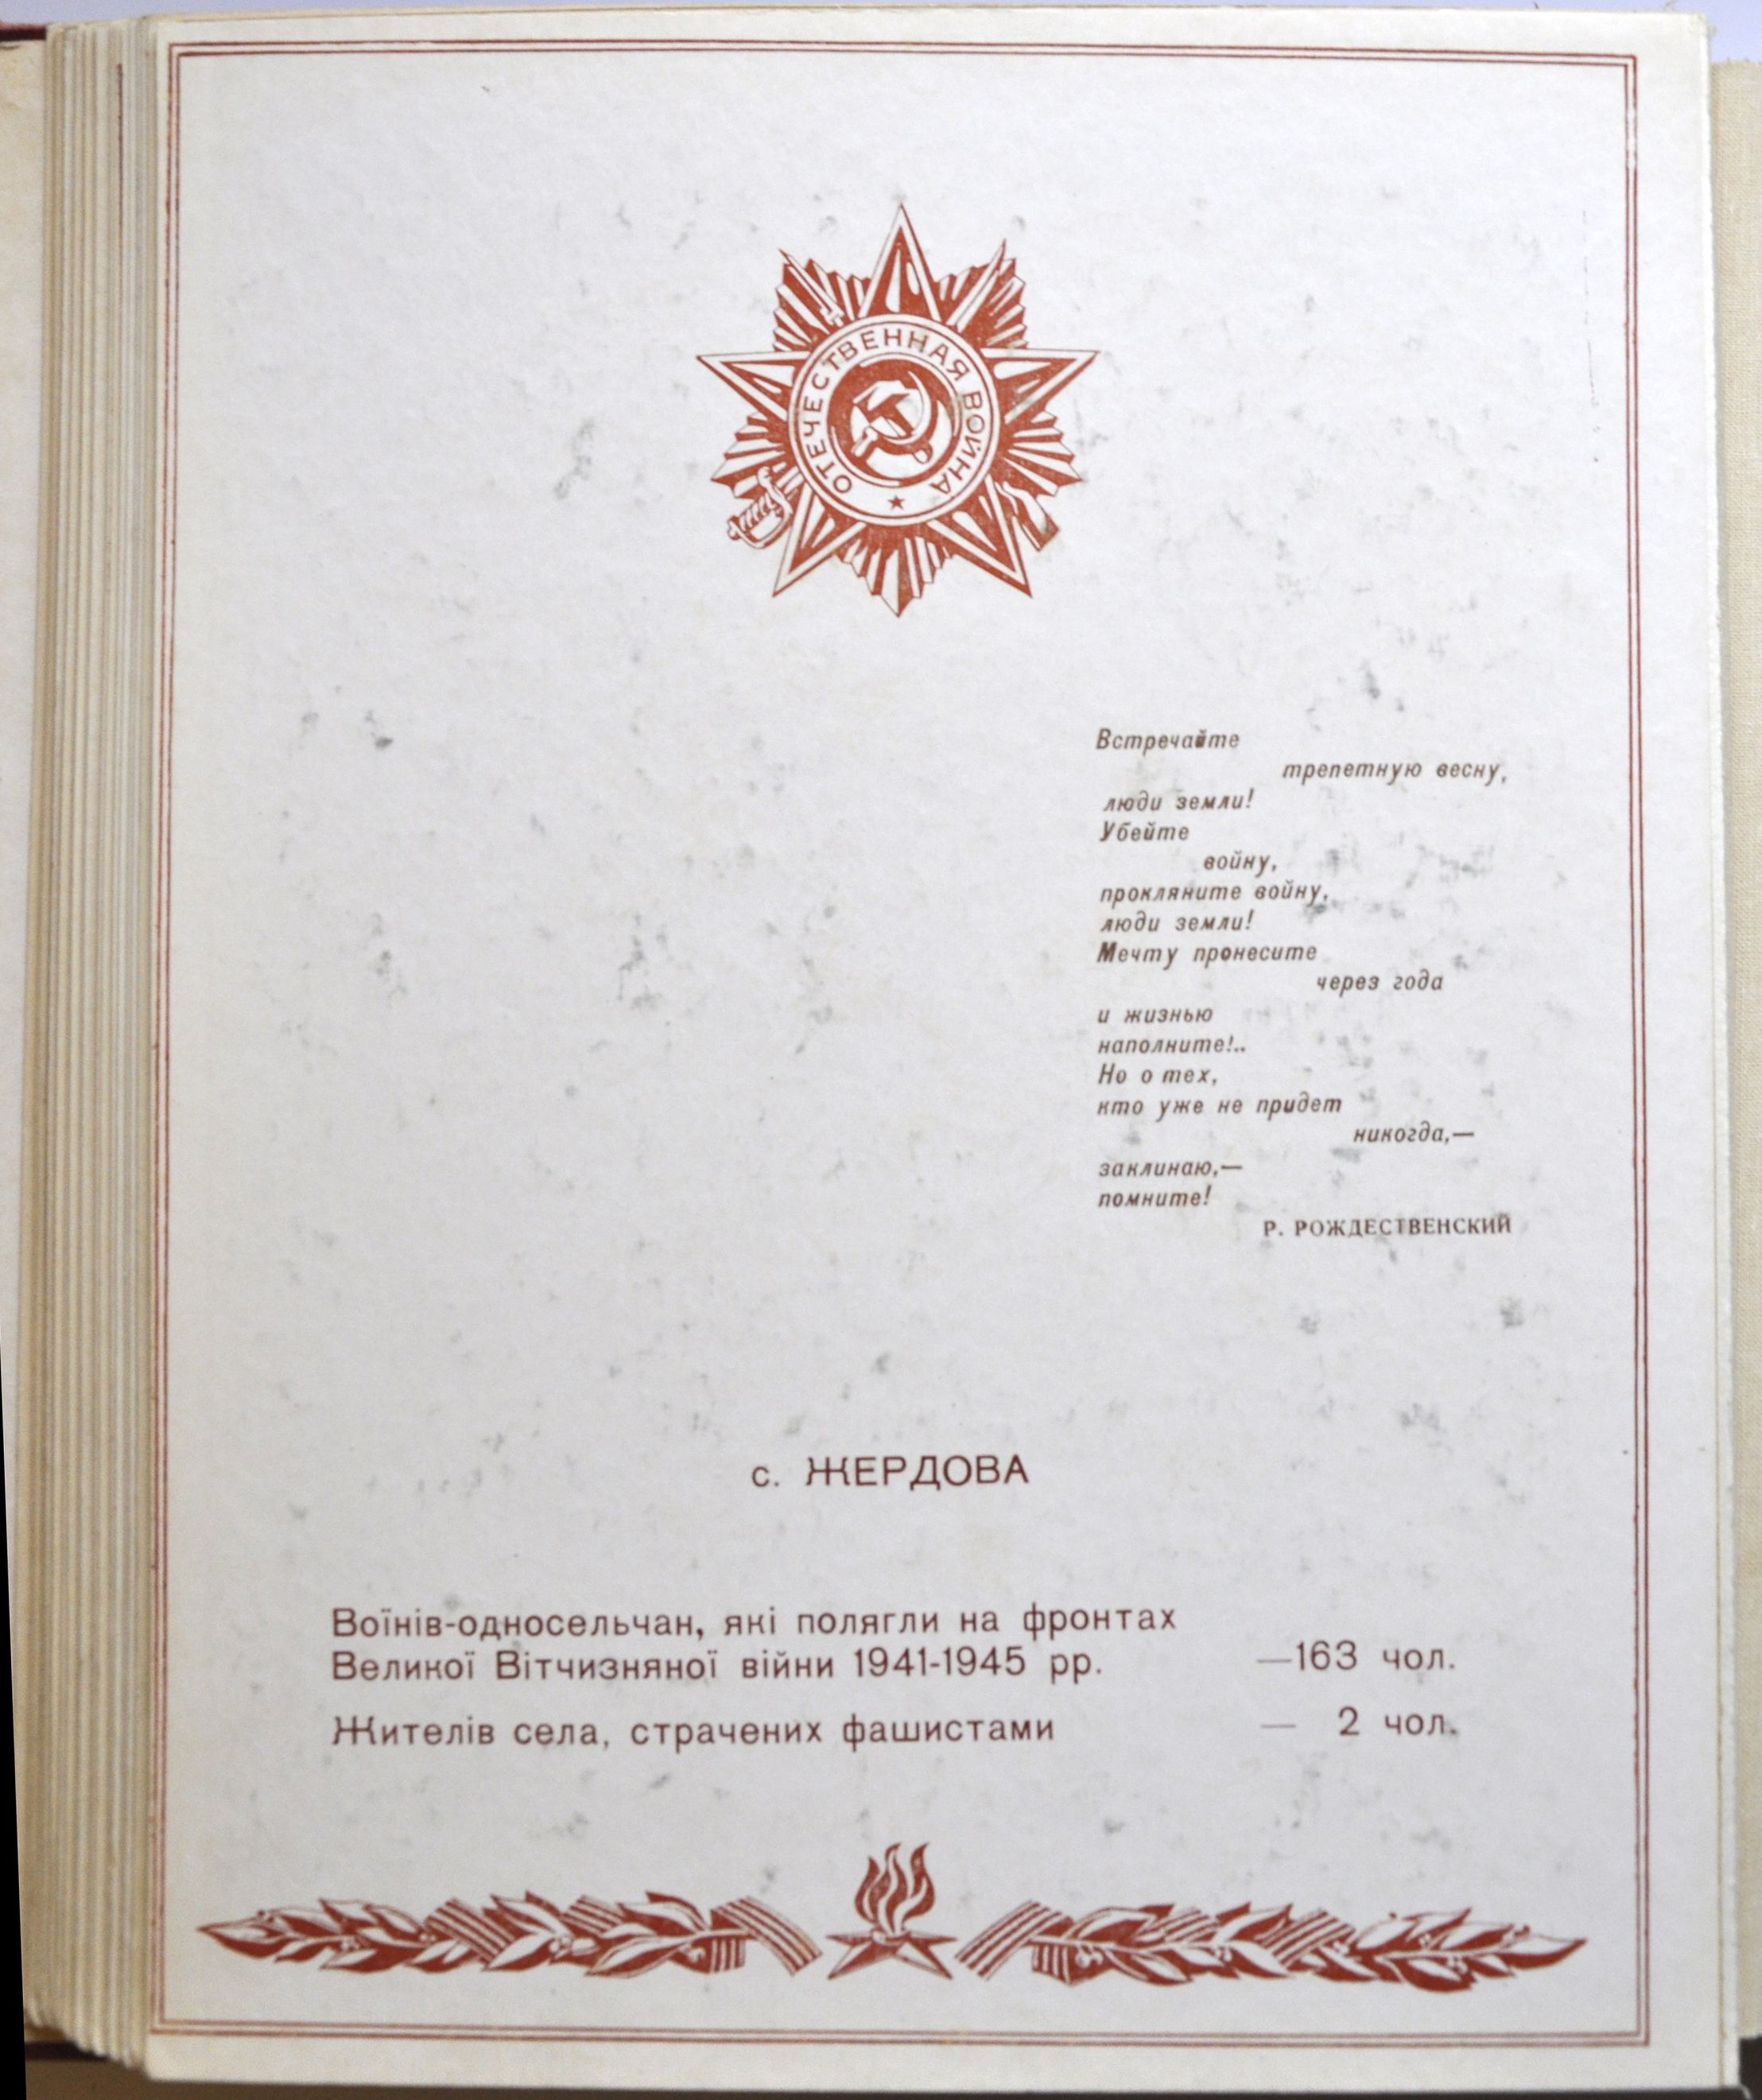 ОТЕЧЕСТВЕННАЯ ВОЙНА
Встречайте
трепетную весну,
люди земли!
Убейте
войну,
прокляните войну,
люди земли!
Мечту пронесите
через года
и жизнью
наполните!..
Но о тех,
кто уже не придет
никогда,—
заклинаю,—
помните!
Р. РОЖДЕСТВЕНСКИЙ
с. ЖЕРДОВА
Воїнів-односельчан, які полягли на фронтах
Великої Вітчизняної війни 1941-1945 рр. —163 чол.
Жителів села, страчених фашистами — 2 чол.